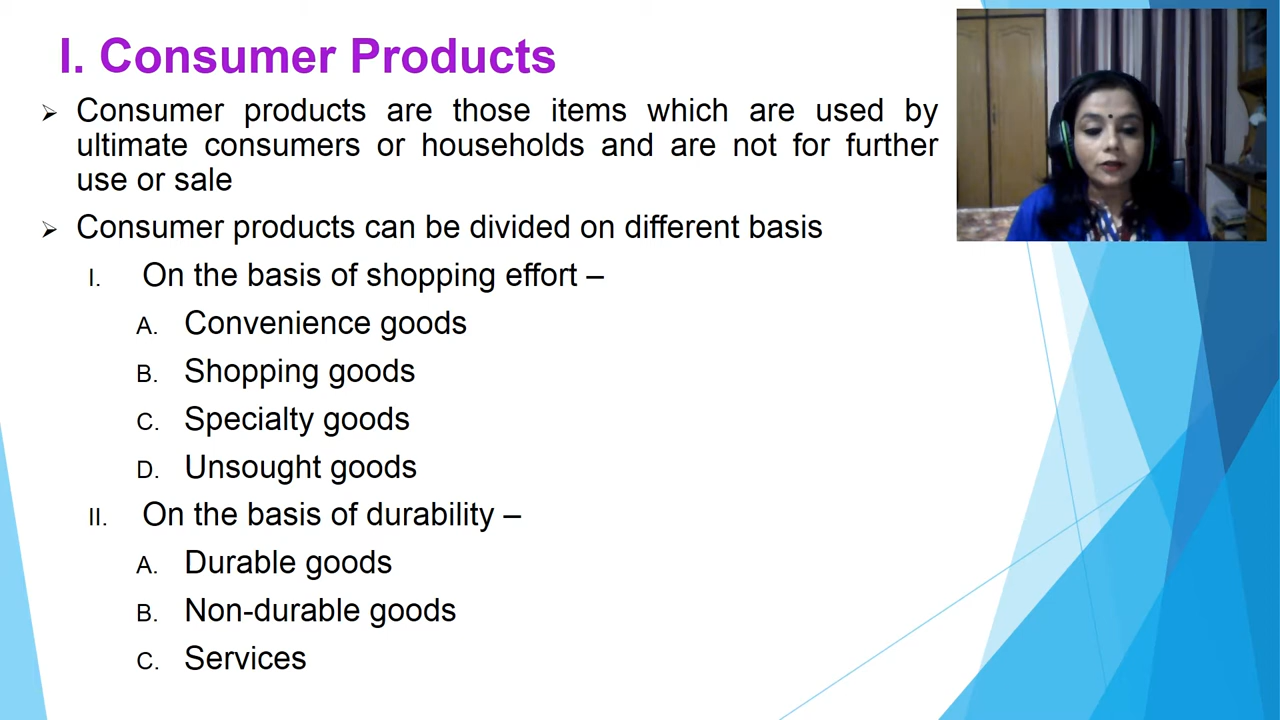 I. Consumer Products
➢ Consumer products are those items which are used by
ultimate consumers or households and are not for further
use or sale
➢ Consumer products can be divided on different basis
I. On the basis of shopping effort –
A. Convenience goods
B. Shopping goods
C. Specialty goods
D. Unsought goods
II. On the basis of durability –
A. Durable goods
B. Non-durable goods
C. Services